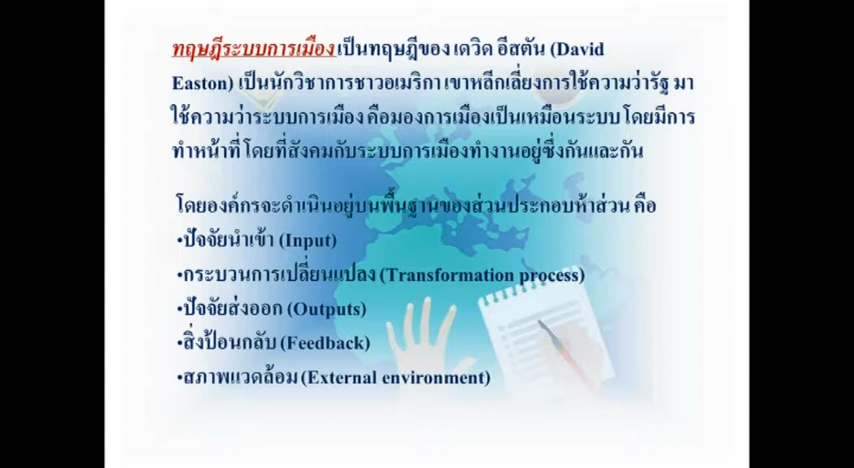 ทฤษฎีระบบการเมือง เป็นทฤษฎีของ เดวิด อีสตัน (David
Easton) เป็นนักวิชาการชาวอเมริกา เขาหลีกเลี่ยงการใช้ความว่ารัฐ มา
ใช้ความว่าระบบการเมือง คือมองการเมืองเป็นเหมือนระบบ โดยมีการ
ทำหน้าที่ โดยที่สังคมกับระบบการเมืองทำงานอยู่ซึ่งกันและกัน
โดยองค์กรจะดำเนินอยู่บนพื้นฐานของส่วนประกอบห้าส่วน คือ
•ปัจจัยนำเข้า (Input)
•กระบวนการเปลี่ยนแปลง (Transformation process)
•ปัจจัยส่งออก (Outputs)
•สิ่งป้อนกลับ (Feedback)
•สภาพแวดล้อม (External environment)